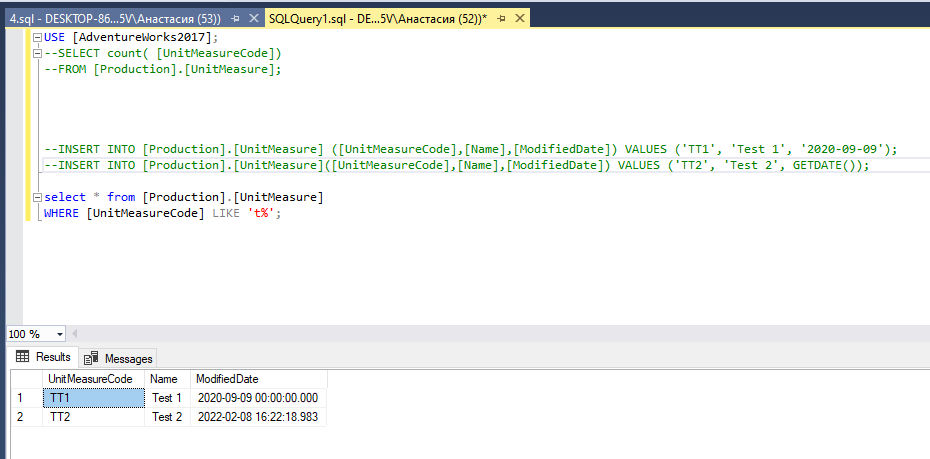 4.sql - DESKTOP-86...5V\Анастасия (53))
SQLQuery1.sql - DE...5V\Анастасия (52))*
USE [AdventureWorks2017];
--SELECT count( [UnitMeasureCode])
--FROM [Production].[UnitMeasure];
--INSERT INTO [Production].[UnitMeasure] ([UnitMeasureCode],[Name],[ModifiedDate]) VALUES ('TT1', 'Test 1', '2020-09-09');
--INSERT INTO [Production].[UnitMeasure]([UnitMeasureCode],[Name],[ModifiedDate]) VALUES ('TT2', 'Test 2', GETDATE());
select * from [Production].[UnitMeasure]
WHERE [UnitMeasureCode] LIKE 't%';
100 %
Results Messages
UnitMeasureCode Name ModifiedDate
1 TT1 Test 1 2020-09-09 00:00:00.000
2 TT2 Test 2 2022-02-08 16:22:18.983